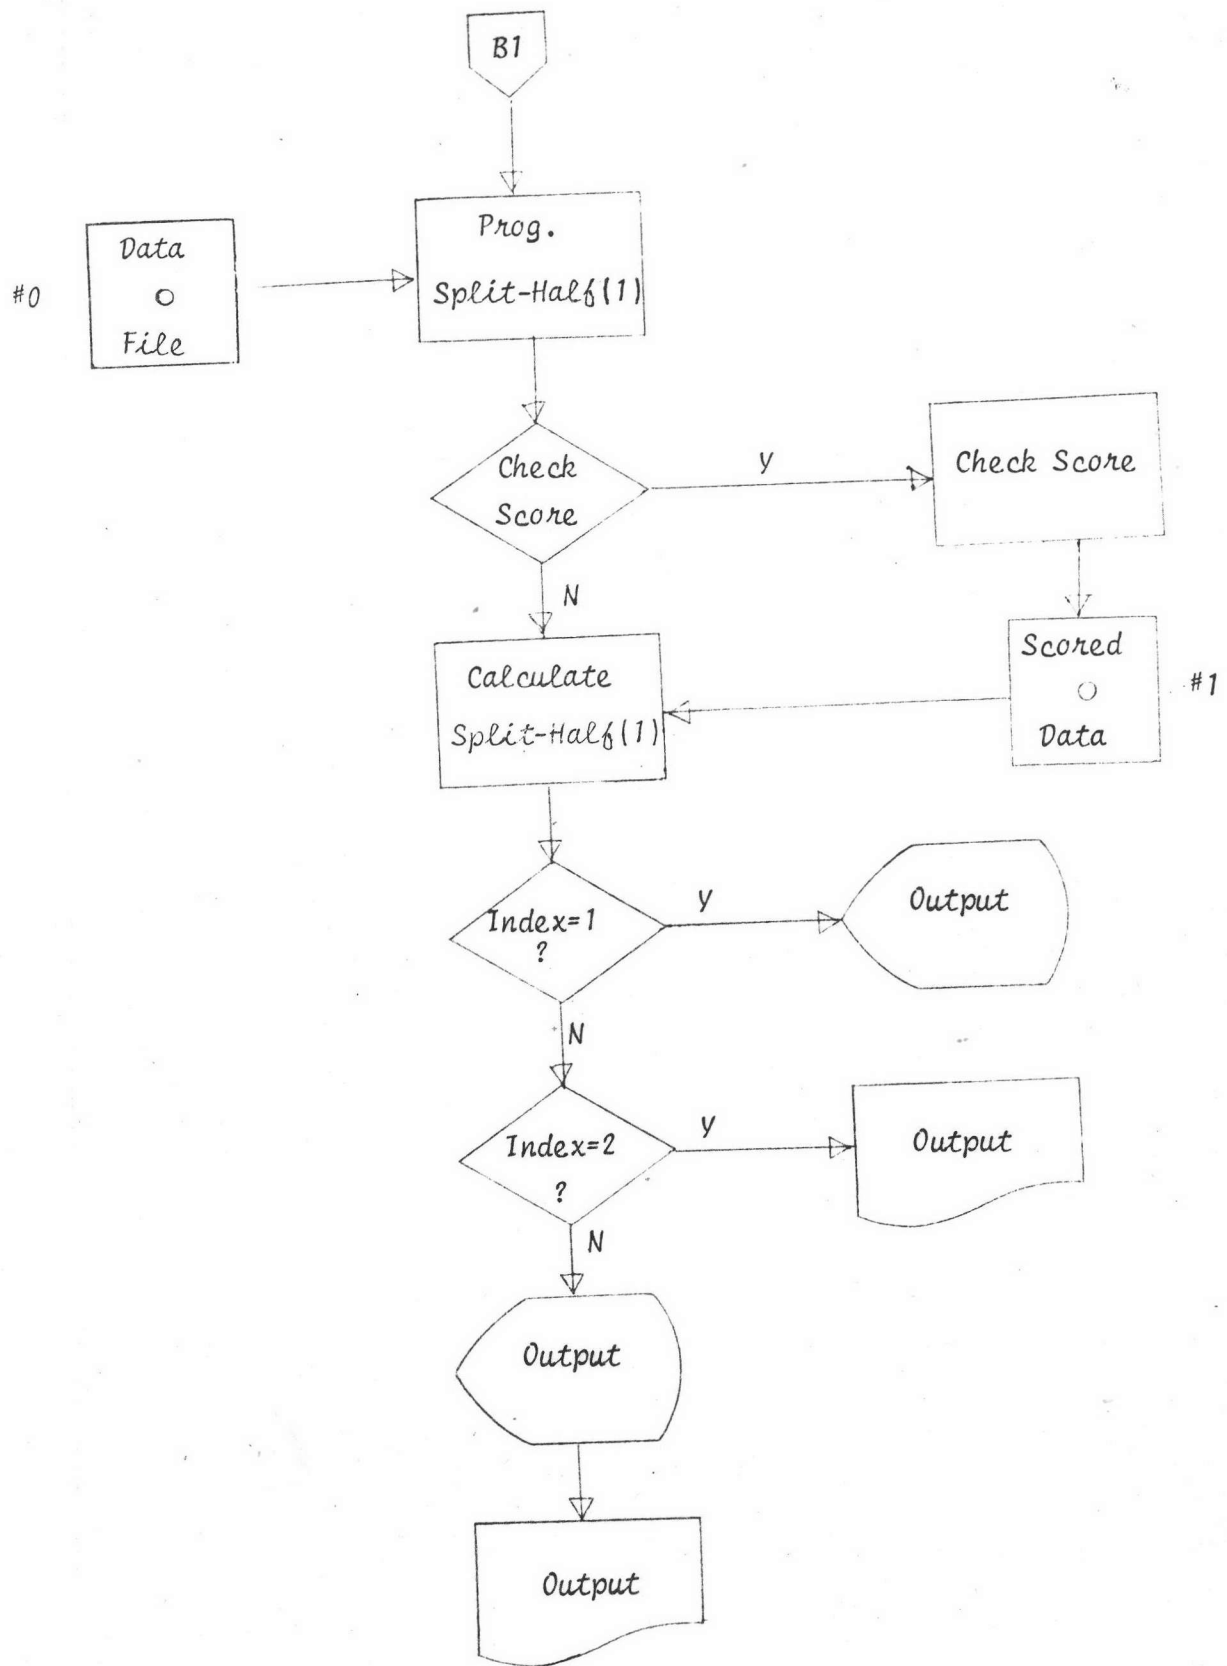 B1
Prog.
Split-Half(1)
#0
Data
File
Check
Score
Y
Check Score
N
Scored
Data
#1
Calculate
Split-Half(1)
Index=1
?
Y
Output
N
Index=2
?
Y
Output
N
Output
Output